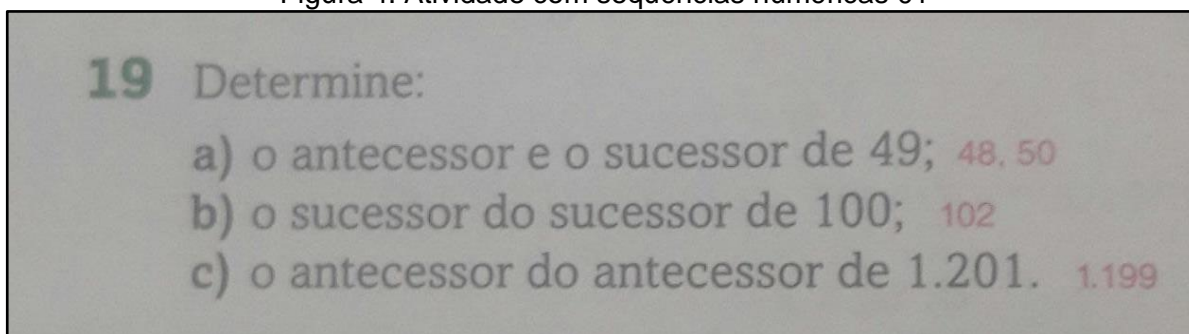 Figura 4: Atividade com sequências numéricas 01
19 Determine:
a) o antecessor e o sucessor de 49; 48, 50
b) o sucessor do sucessor de 100; 102
c) o antecessor do antecessor de 1.201. 1.199